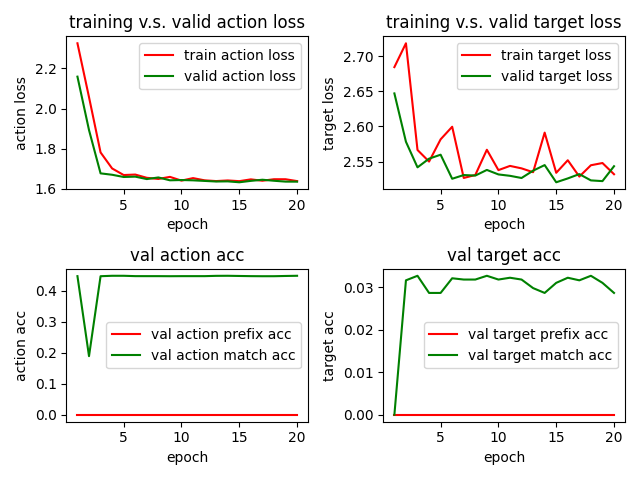 training v.s. valid action loss
action loss
2.2
2.0
1.8
1.6
train action loss
valid action loss
5
10
15
20
epoch
training v.s. valid target loss
target loss
2.70
2.65
2.60
2.55
train target loss
valid target loss
5
10
15
20
epoch
val action acc
action acc
0.4
0.3
0.2
0.1
0.0
val action prefix acc
val action match acc
5
10
15
20
epoch
val target acc
target acc
0.03
0.02
0.01
0.00
val target prefix acc
val target match acc
5
10
15
20
epoch